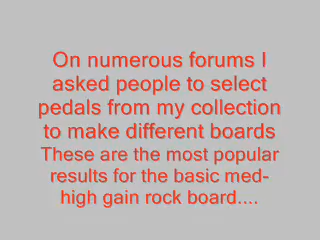 On numerous forums I
asked people to select
pedals from my collection
to make different boards
These are the most popular
results for the basic med-
high gain rock board....